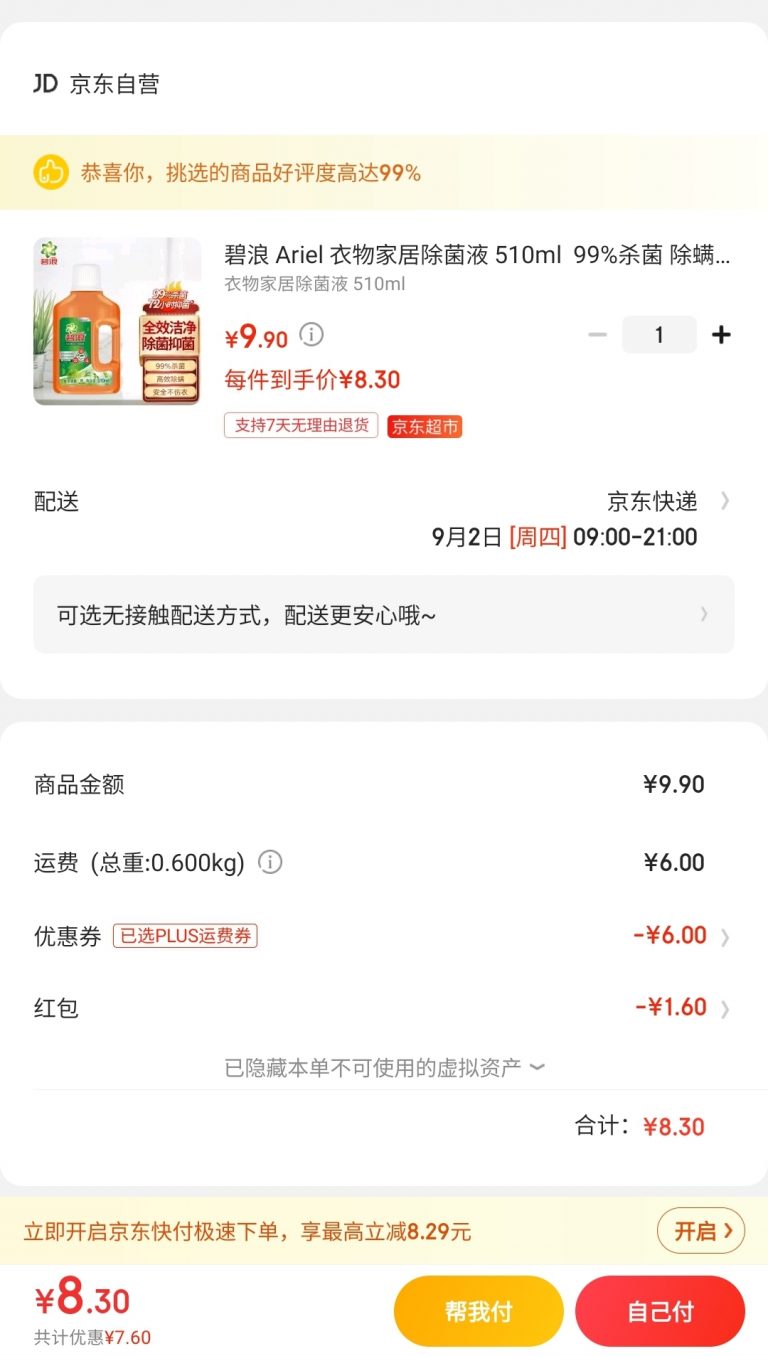 JD 京东自营
恭喜你，挑选的商品好评度高达99%
碧浪 Ariel 衣物家居除菌液 510ml 99%杀菌 除螨...
衣物家居除菌液 510ml
碧浪
99%杀菌
72小时抑菌
全效洁净
除菌抑菌
99%杀菌
高效除螨
安全不伤衣
¥9.90
1
每件到手价¥8.30
支持7天无理由退货 京东超市
配送 京东快递
9月2日 [周四] 09:00-21:00
可选无接触配送方式，配送更安心哦~
商品金额 ¥9.90
运费 (总重:0.600kg) ¥6.00
优惠券 已选PLUS运费券 -¥6.00
红包 -¥1.60
已隐藏本单不可使用的虚拟资产
合计： ¥8.30
立即开启京东快付极速下单，享最高立减8.29元 开启
¥8.30
共计优惠¥7.60
帮我付 自己付